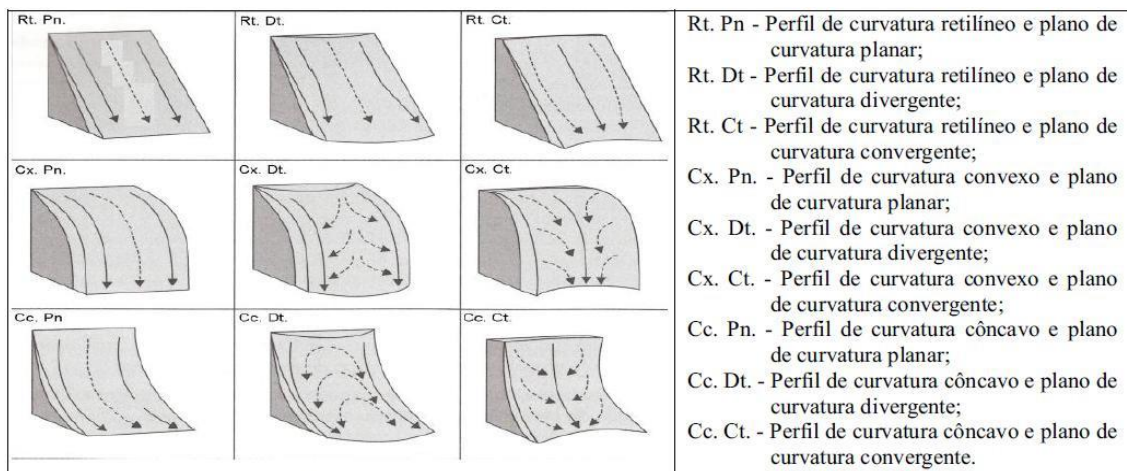 Rt. Pn.
Rt. Dt.
Rt. Ct.
Cx. Pn.
Cx. Dt.
Cx. Ct.
Cc. Pn
Cc. Dt.
Cc. Ct.
Rt. Pn - Perfil de curvatura retilíneo e plano de
curvatura planar;
Rt. Dt - Perfil de curvatura retilíneo e plano de
curvatura divergente;
Rt. Ct - Perfil de curvatura retilíneo e plano de
curvatura convergente;
Cx. Pn. - Perfil de curvatura convexo e plano
de curvatura planar;
Cx. Dt. - Perfil de curvatura convexo e plano
de curvatura divergente;
Cx. Ct. - Perfil de curvatura convexo e plano
de curvatura convergente;
Cc. Pn. - Perfil de curvatura côncavo e plano
de curvatura planar;
Cc. Dt. - Perfil de curvatura côncavo e plano de
curvatura divergente;
Cc. Ct. - Perfil de curvatura côncavo e plano de
curvatura convergente.